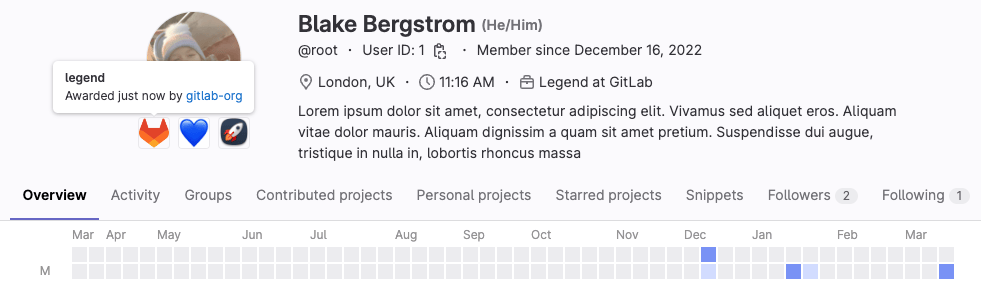 Blake Bergstrom (He/Him)
@root · User ID: 1 · Member since December 16, 2022
legend
Awarded just now by gitlab-org
London, UK · 11:16 AM · Legend at GitLab
Lorem ipsum dolor sit amet, consectetur adipiscing elit. Vivamus sed aliquet eros. Aliquam
vitae dolor mauris. Aliquam dignissim a quam sit amet pretium. Suspendisse dui augue,
tristique in nulla in, lobortis rhoncus massa
Overview Activity Groups Contributed projects Personal projects Starred projects Snippets Followers 2 Following 1
Mar Apr May Jun Jul Aug Sep Oct Nov Dec Jan Feb Mar
M